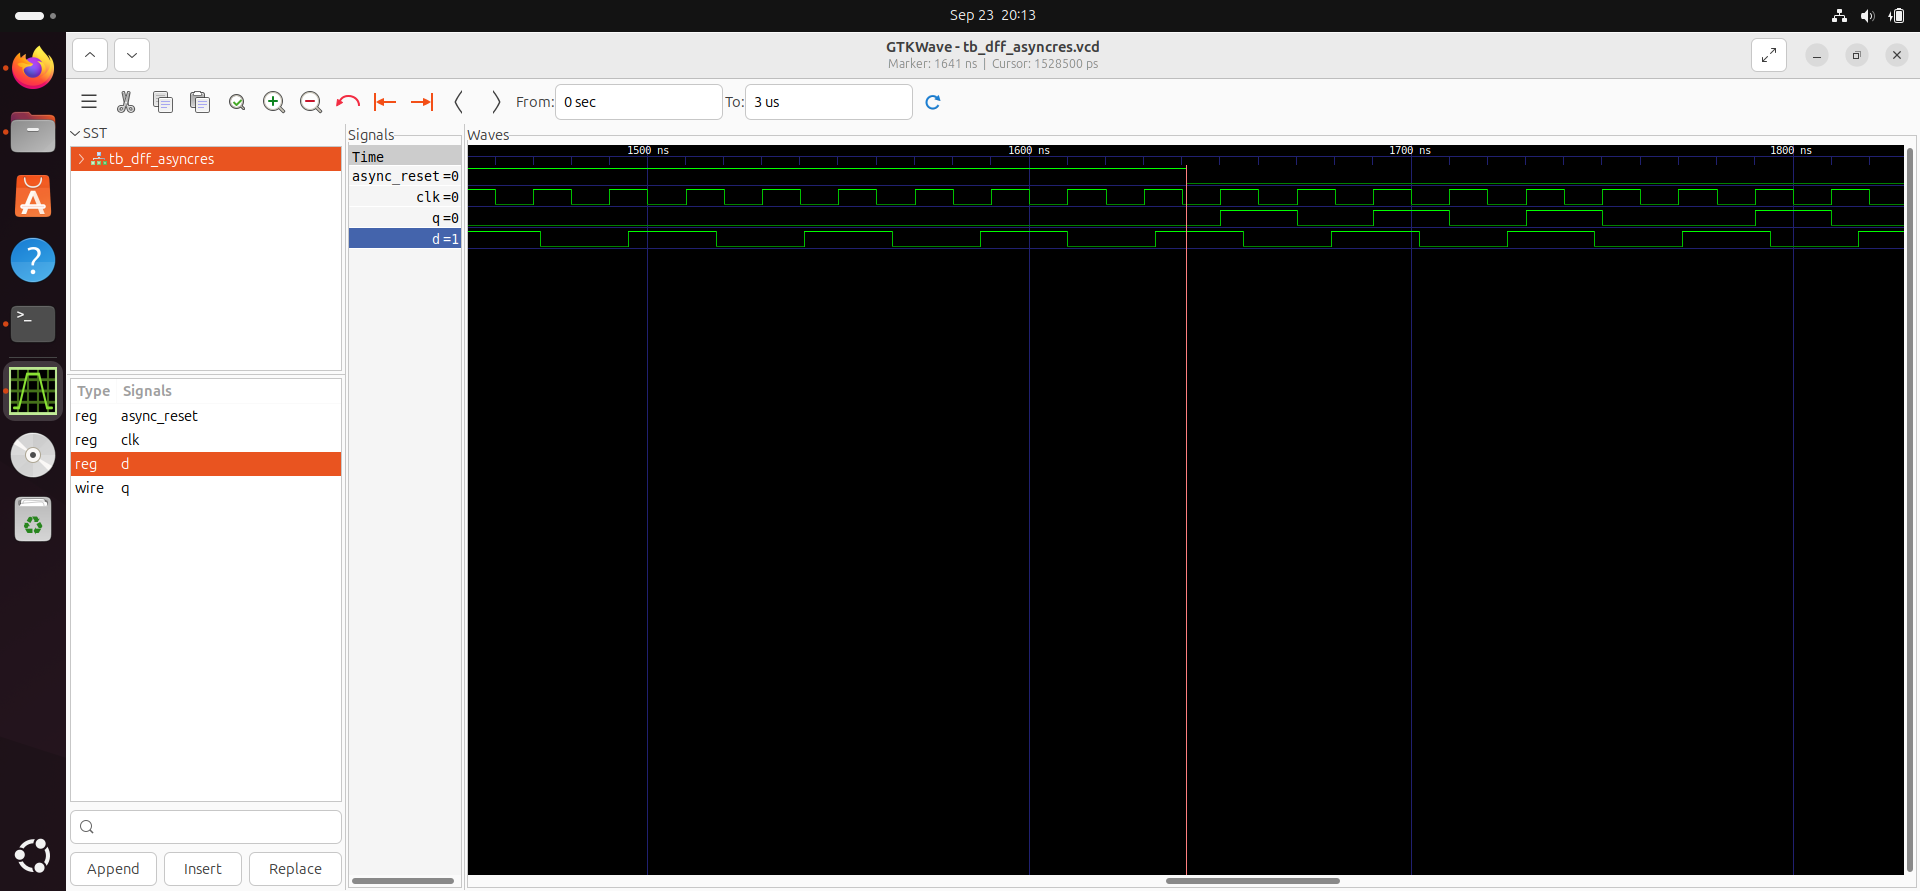 Sep 23 20:13
GTKWave - tb_dff_asyncres.vcd
Marker: 1641 ns | Cursor: 1528500 ps
From: 0 sec To: 3 us
SST
tb_dff_asyncres
Type Signals
reg async_reset
reg clk
reg d
wire q
Append Insert Replace
Signals
Time
async_reset =0
clk =0
q =0
d =1
Waves
1500 ns 1600 ns 1700 ns 1800 ns